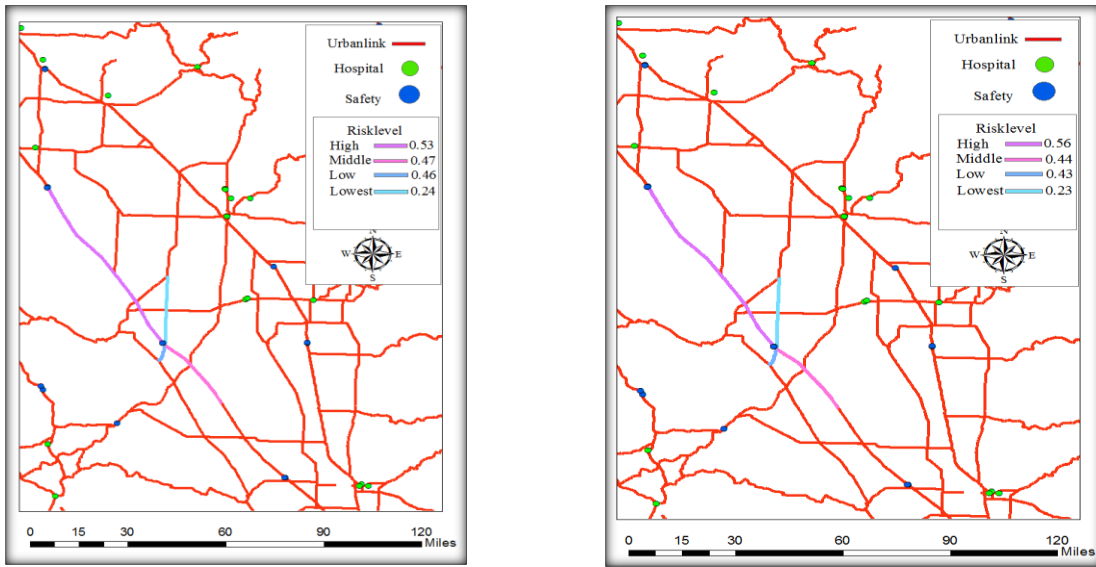 Urbanlink
Hospital
Safety
Risklevel
High 0.53
Middle 0.47
Low 0.46
Lowest 0.24
N
W E
S
0 15 30 60 90 120
Miles
Urbanlink
Hospital
Safety
Risklevel
High 0.56
Middle 0.44
Low 0.43
Lowest 0.23
N
W E
S
0 15 30 60 90 120
Miles